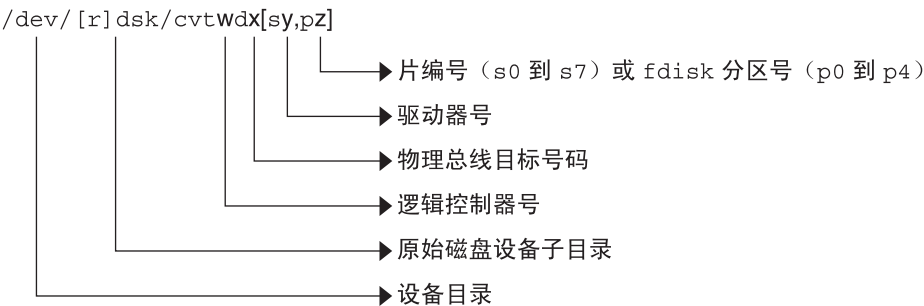 /dev/[r]dsk/cvtwdx[sy,pz]
片编号（s0 到 s7）或 fdisk 分区号（p0 到 p4）
驱动器号
物理总线目标号码
逻辑控制器号
原始磁盘设备子目录
设备目录